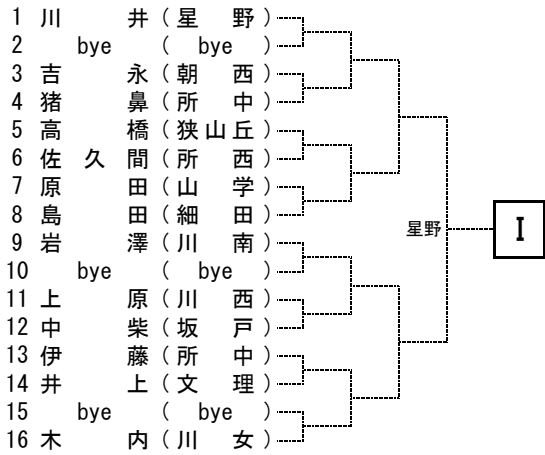 1 川井(星野)
2 bye (bye)
3 吉永(朝西)
4 猪鼻(所中)
5 高橋(狭山丘)
6 佐久間(所西)
7 原田(山学)
8 島田(細田)
星野 I
9 岩澤(川南)
10 bye (bye)
11 上原(川西)
12 中柴(坂戸)
13 伊藤(所中)
14 井上(文理)
15 bye (bye)
16 木内(川女)